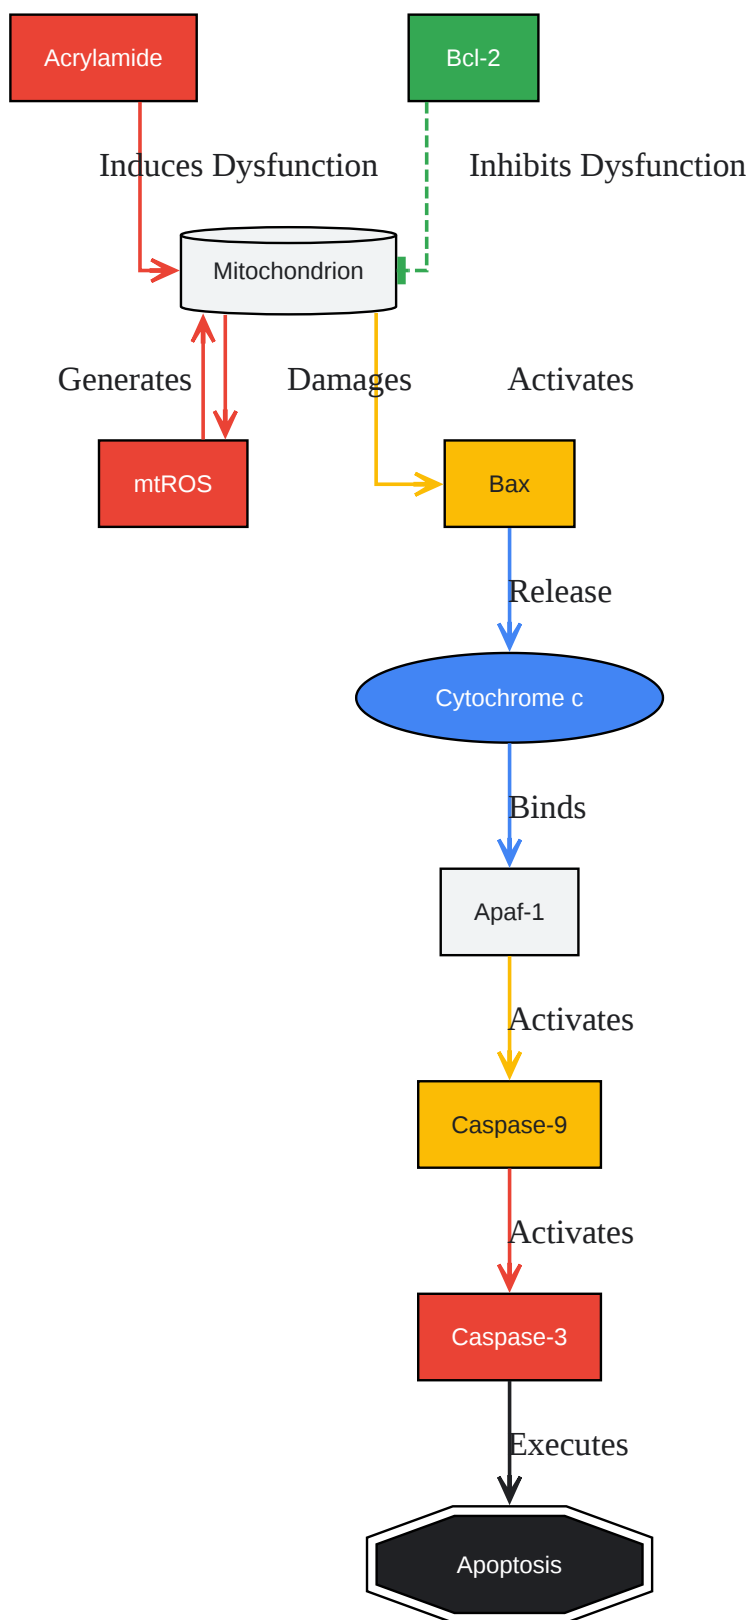 Acrylamide
Bcl-2
Induces Dysfunction
Inhibits Dysfunction
Mitochondrion
Generates
Damages
Activates
mtROS
Bax
Release
Cytochrome c
Binds
Apaf-1
Activates
Caspase-9
Activates
Caspase-3
Executes
Apoptosis